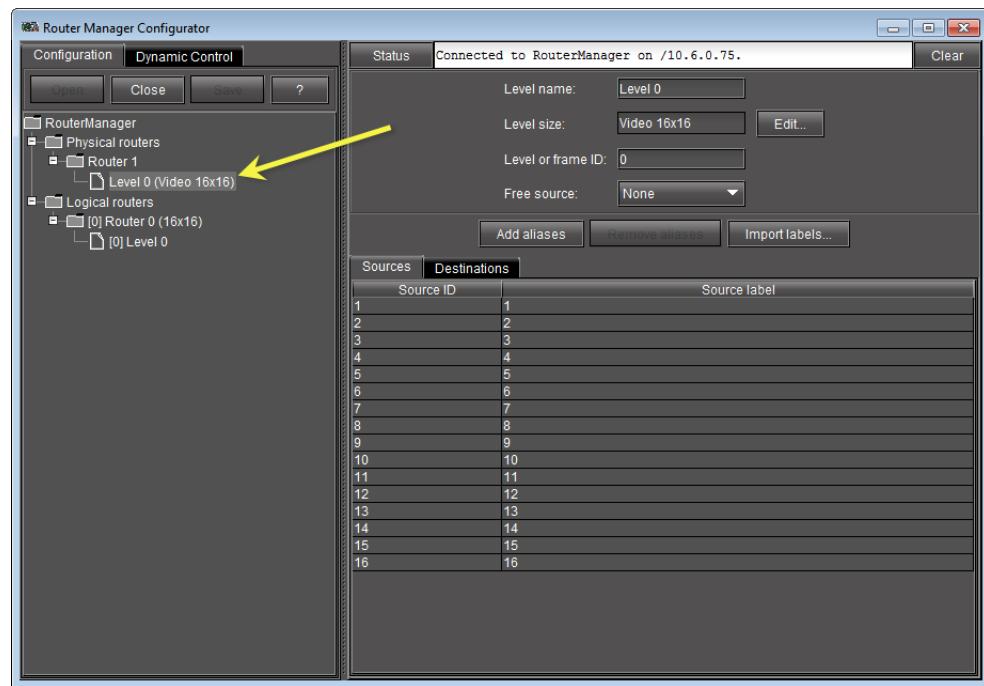 Router Manager Configurator
Configuration Dynamic Control
Open Close Save ?
RouterManager
Physical routers
Router 1
Level 0 (Video 16x16)
Logical routers
[0] Router 0 (16x16)
[0] Level 0
Status Connected to RouterManager on /10.6.0.75. Clear
Level name: Level 0
Level size: Video 16x16 Edit...
Level or frame ID: 0
Free source: None
Add aliases Remove aliases Import labels...
Sources Destinations
Source ID Source label
1 1
2 2
3 3
4 4
5 5
6 6
7 7
8 8
9 9
10 10
11 11
12 12
13 13
14 14
15 15
16 16